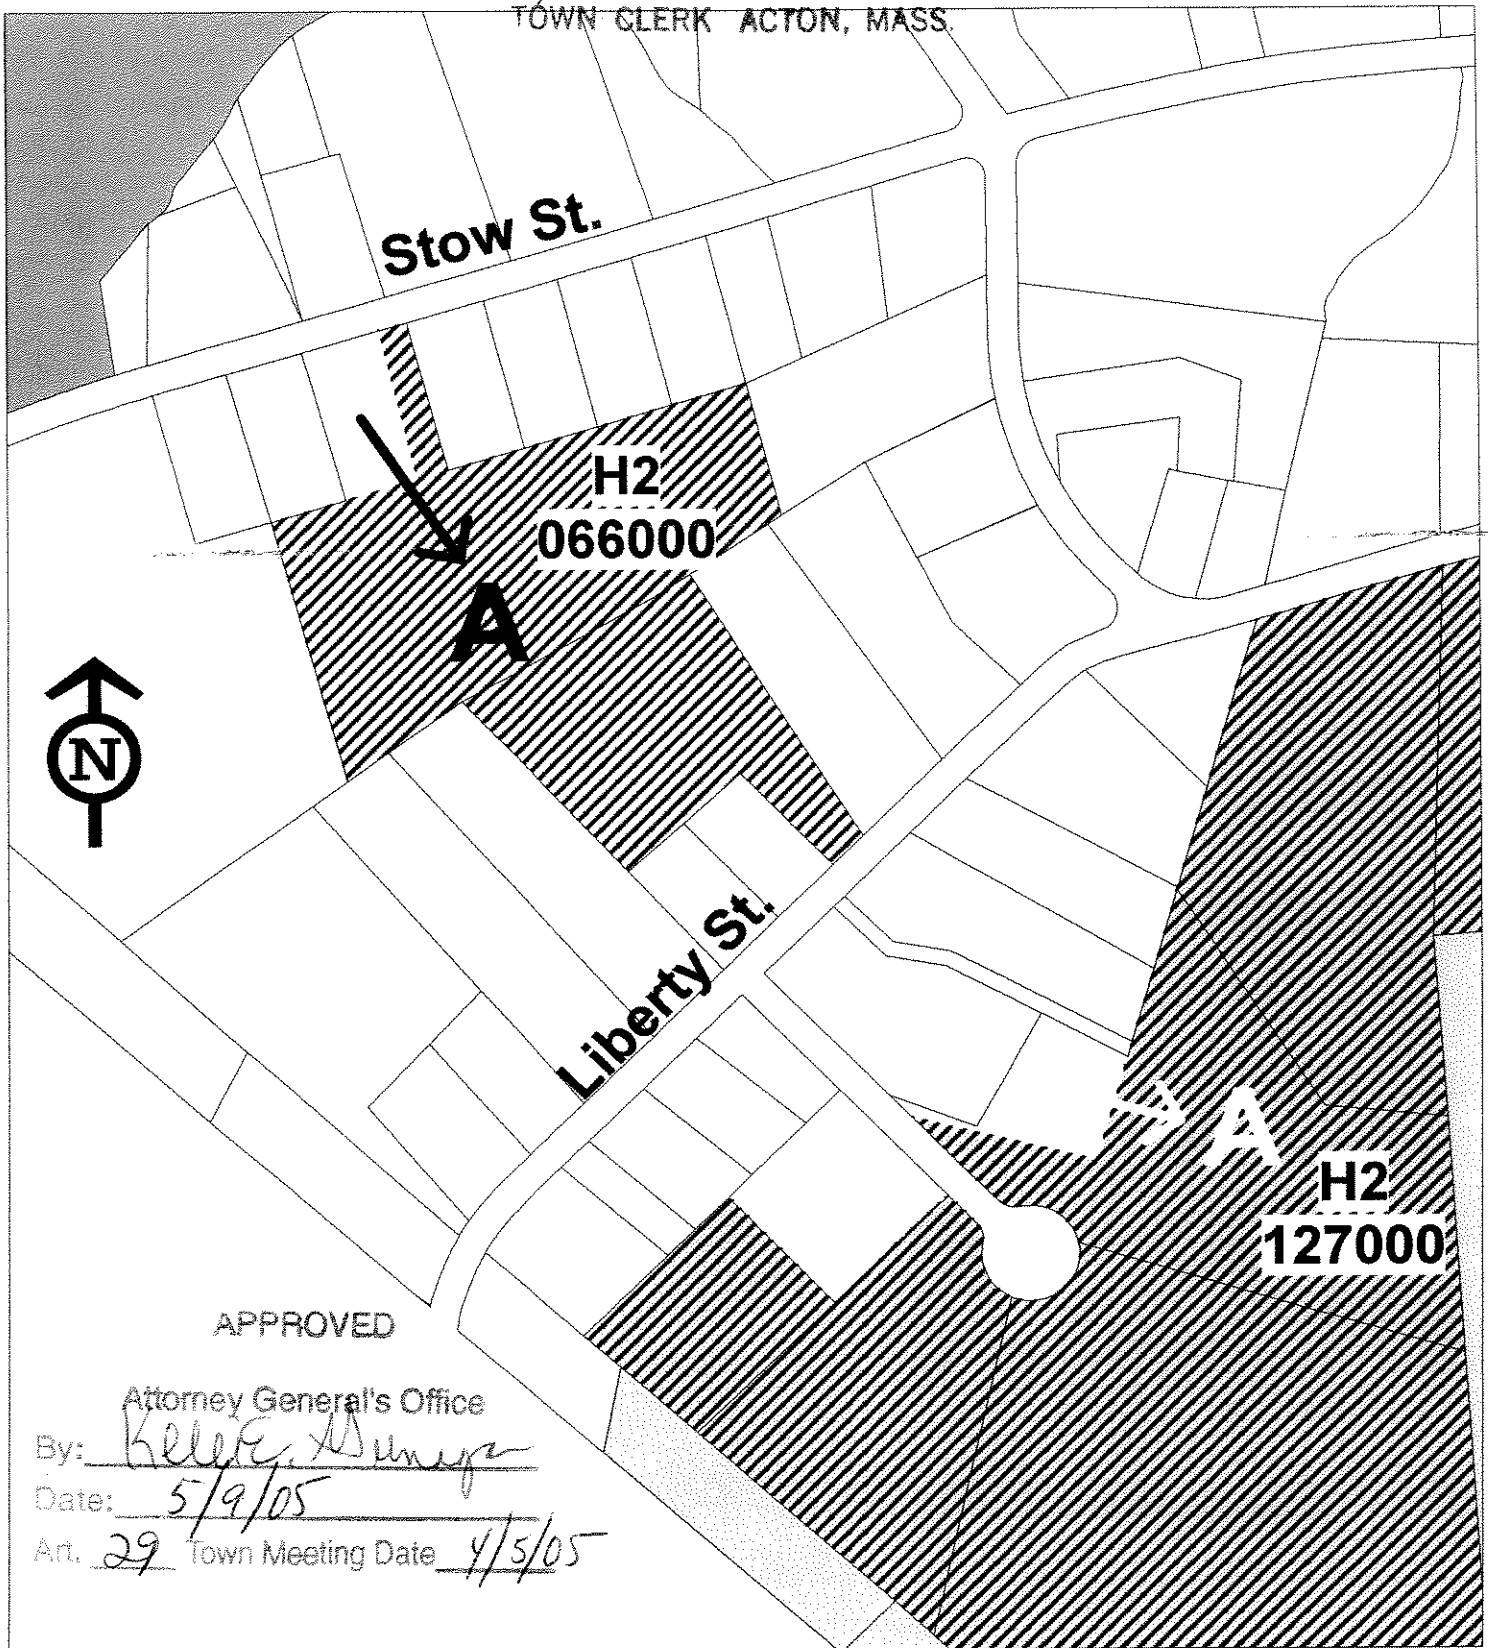 TOWN CLERK ACTON, MASS.
Stow St.
H2
066000
A
N
Liberty St.
A
H2
127000
APPROVED
Attorney General's Office
By:
Date: 5/9/05
Art. 29 Town Meeting Date 4/5/05